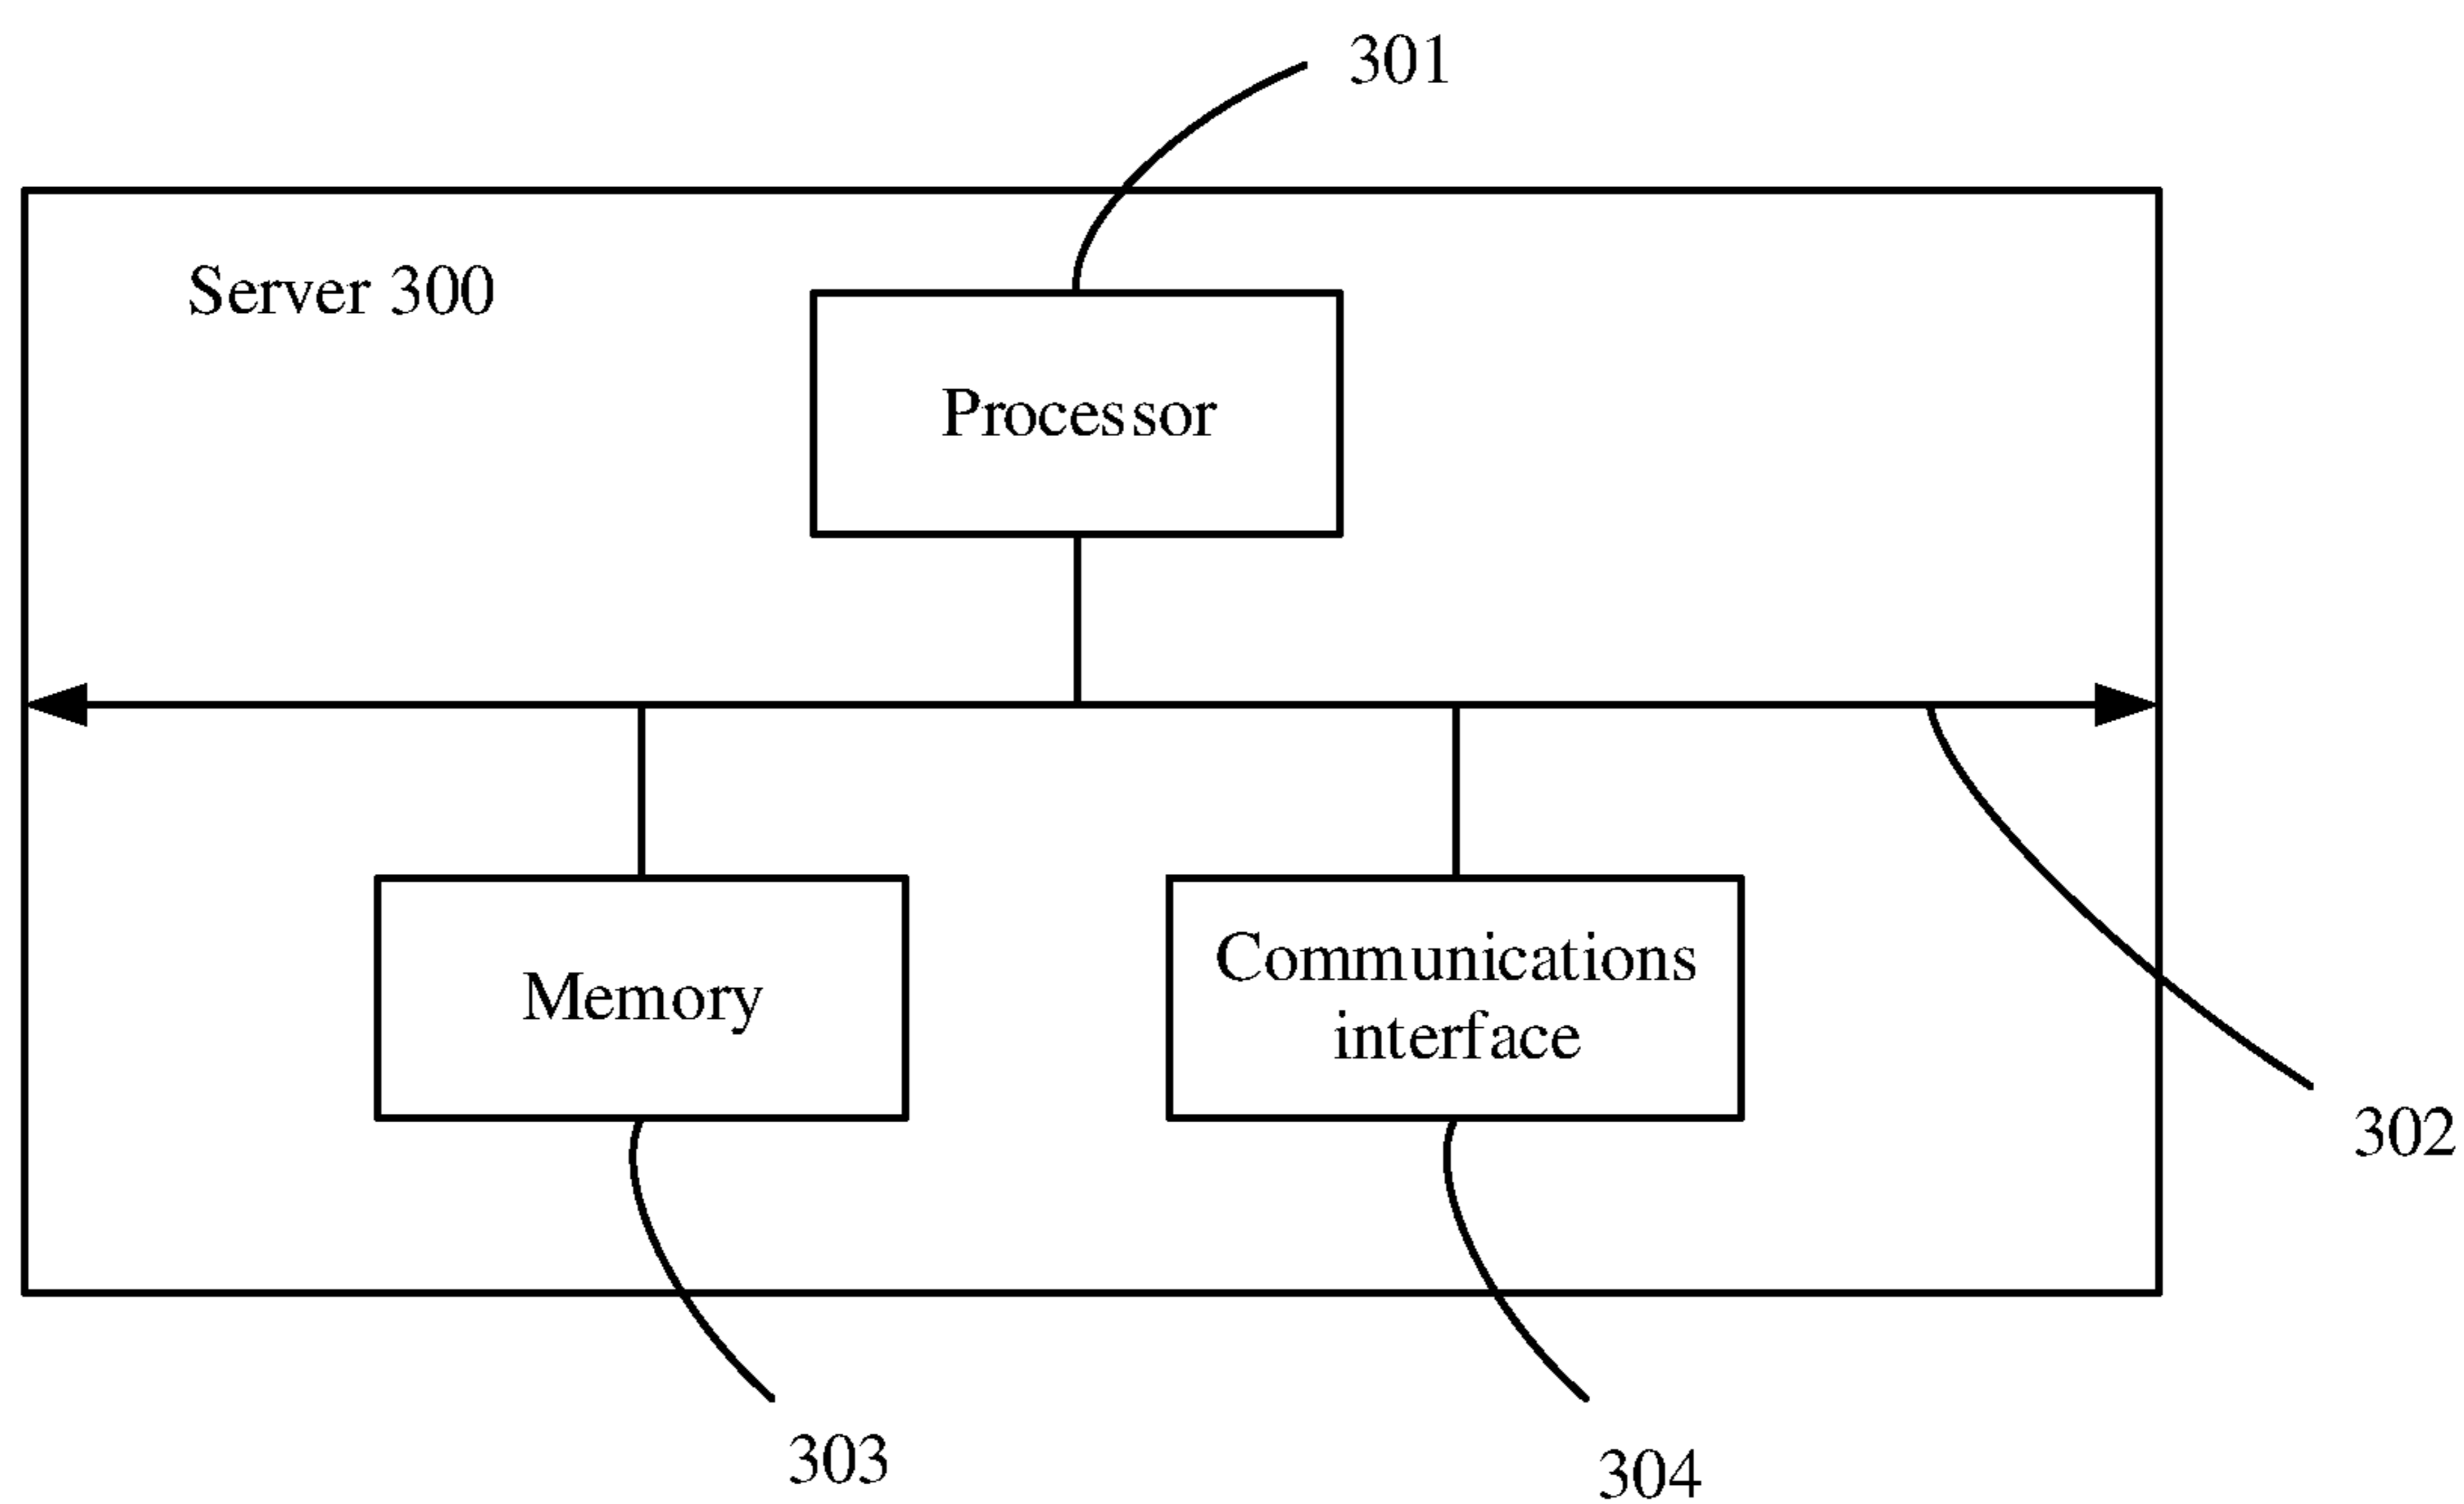 301
Server 300
Processor
Memory
Communications
interface
302
303
304